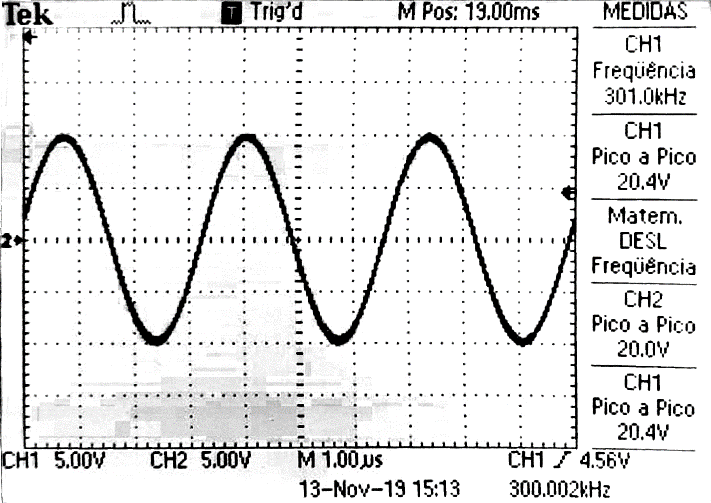 Tek T Trig'd M Pos: 19.00ms MEDIDAS
CH1
Freqüência
301.0kHz
CH1
Pico a Pico
20.4V
Matem.
DESL
Freqüência
CH2
Pico a Pico
20.0V
CH1
Pico a Pico
20.4V
2
CH1 5.00V CH2 5.00V M 1.00µs CH1 / 4.56V
13-Nov-19 15:13 300.002kHz